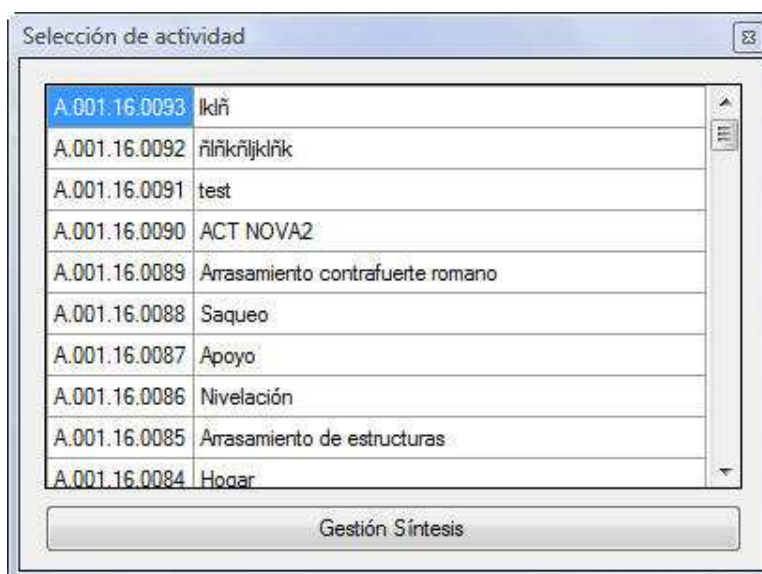 Selección de actividad
A.001.16.0093 lklñ
A.001.16.0092 ñlñkñljklñk
A.001.16.0091 test
A.001.16.0090 ACT NOVA2
A.001.16.0089 Arrasamiento contrafuerte romano
A.001.16.0088 Saqueo
A.001.16.0087 Apoyo
A.001.16.0086 Nivelación
A.001.16.0085 Arrasamiento de estructuras
A.001.16.0084 Hogar
Gestión Síntesis